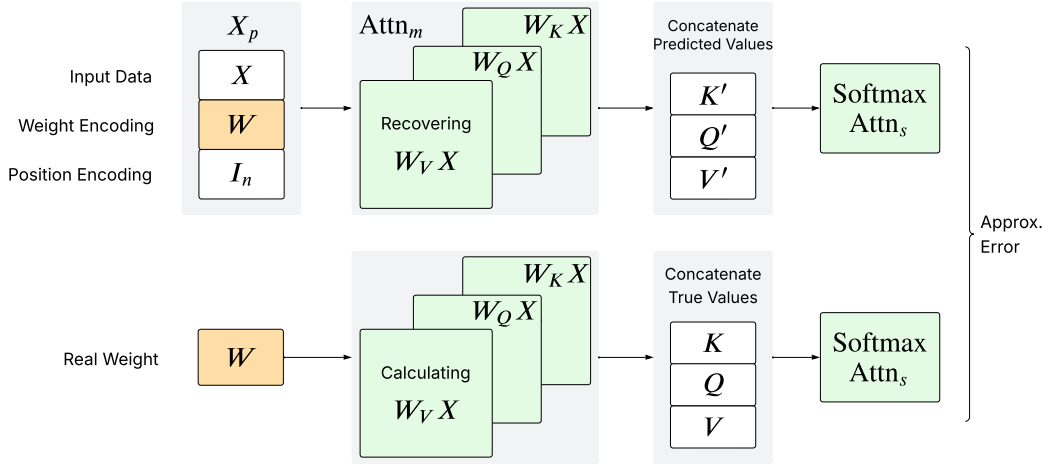 X_p
Input Data
X
Weight Encoding
W
Position Encoding
I_n
Attn_m
W_K X
W_Q X
Recovering
W_V X
Concatenate
Predicted Values
K′
Q′
V′
Softmax
Attn_s
Approx.
Error
Real Weight
W
W_K X
W_Q X
Calculating
W_V X
Concatenate
True Values
K
Q
V
Softmax
Attn_s